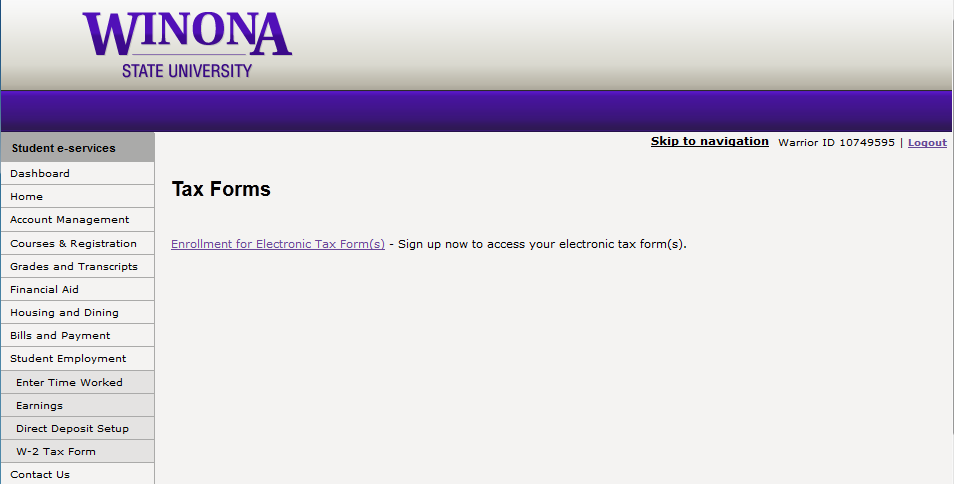 WINONA
STATE UNIVERSITY
Student e-services
Skip to navigation Warrior ID 10749595 | Logout
Dashboard
Home
Account Management
Courses & Registration
Grades and Transcripts
Financial Aid
Housing and Dining
Bills and Payment
Student Employment
Enter Time Worked
Earnings
Direct Deposit Setup
W-2 Tax Form
Contact Us
Tax Forms
Enrollment for Electronic Tax Form(s) - Sign up now to access your electronic tax form(s).